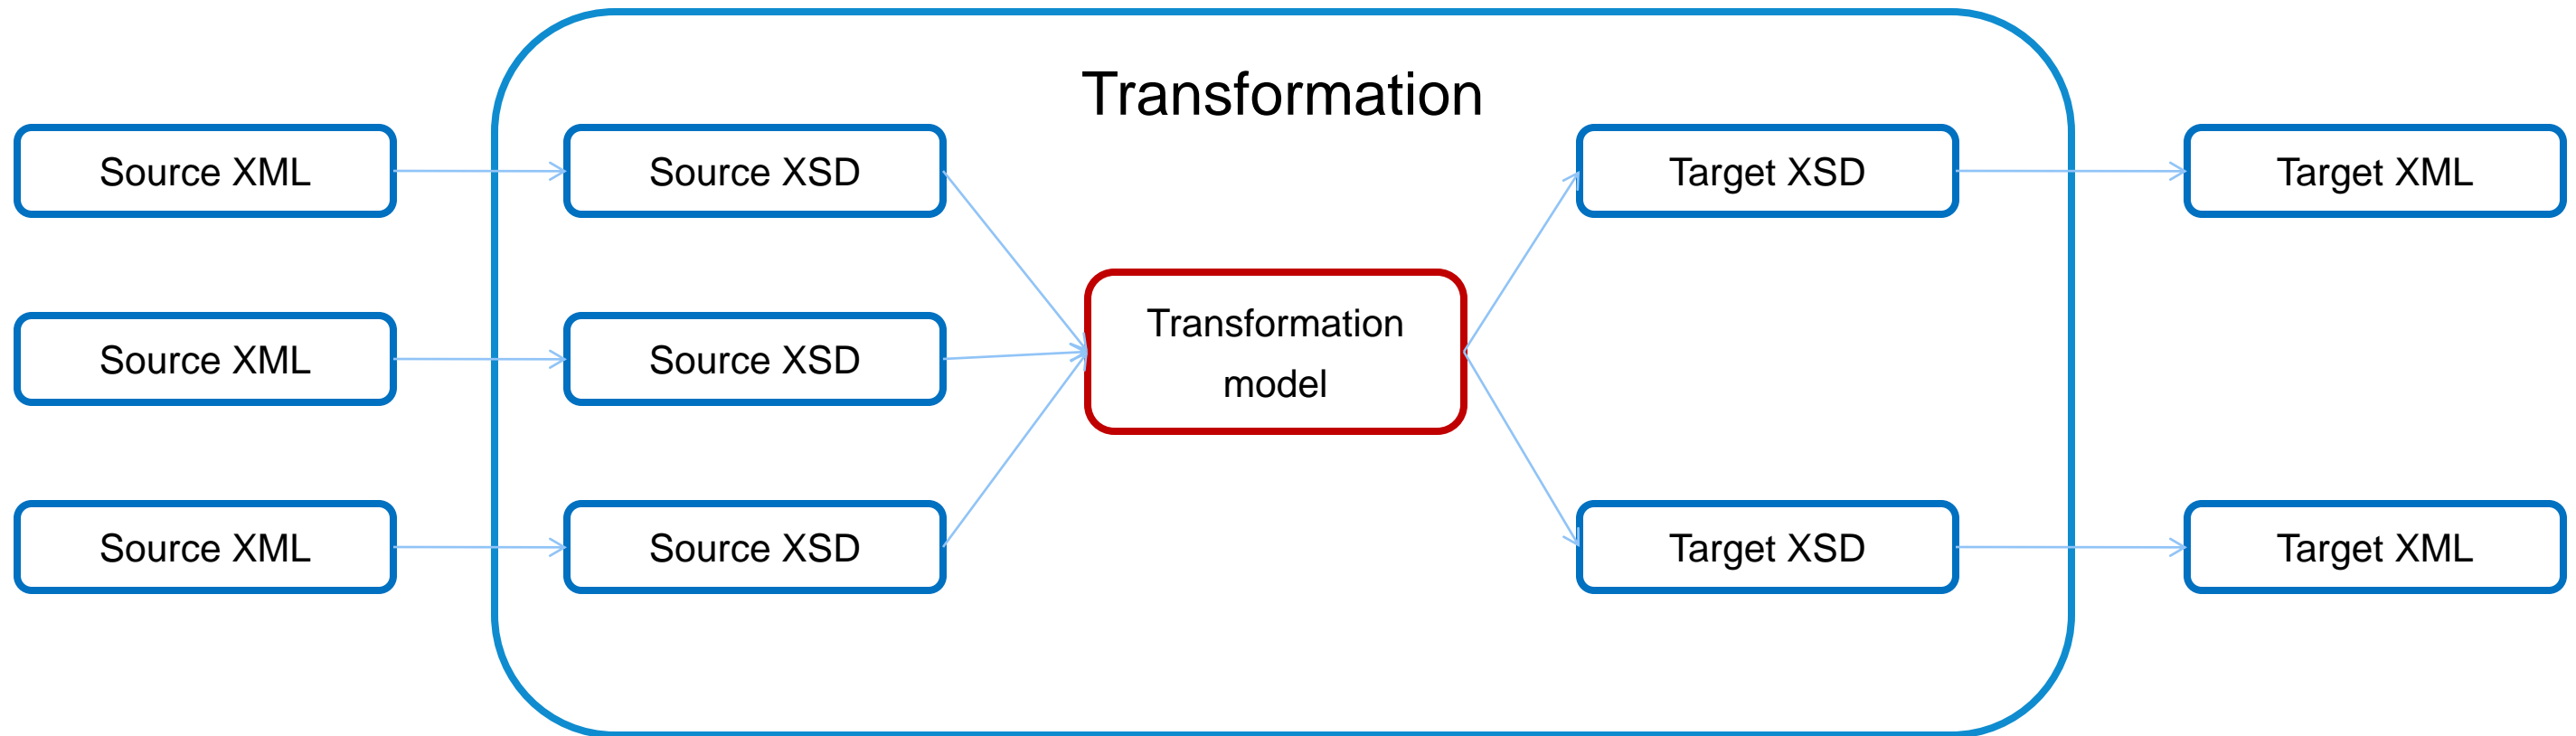 Transformation
Source XML
Source XSD
Target XSD
Target XML
Transformation
model
Source XML
Source XSD
Source XML
Source XSD
Target XSD
Target XML